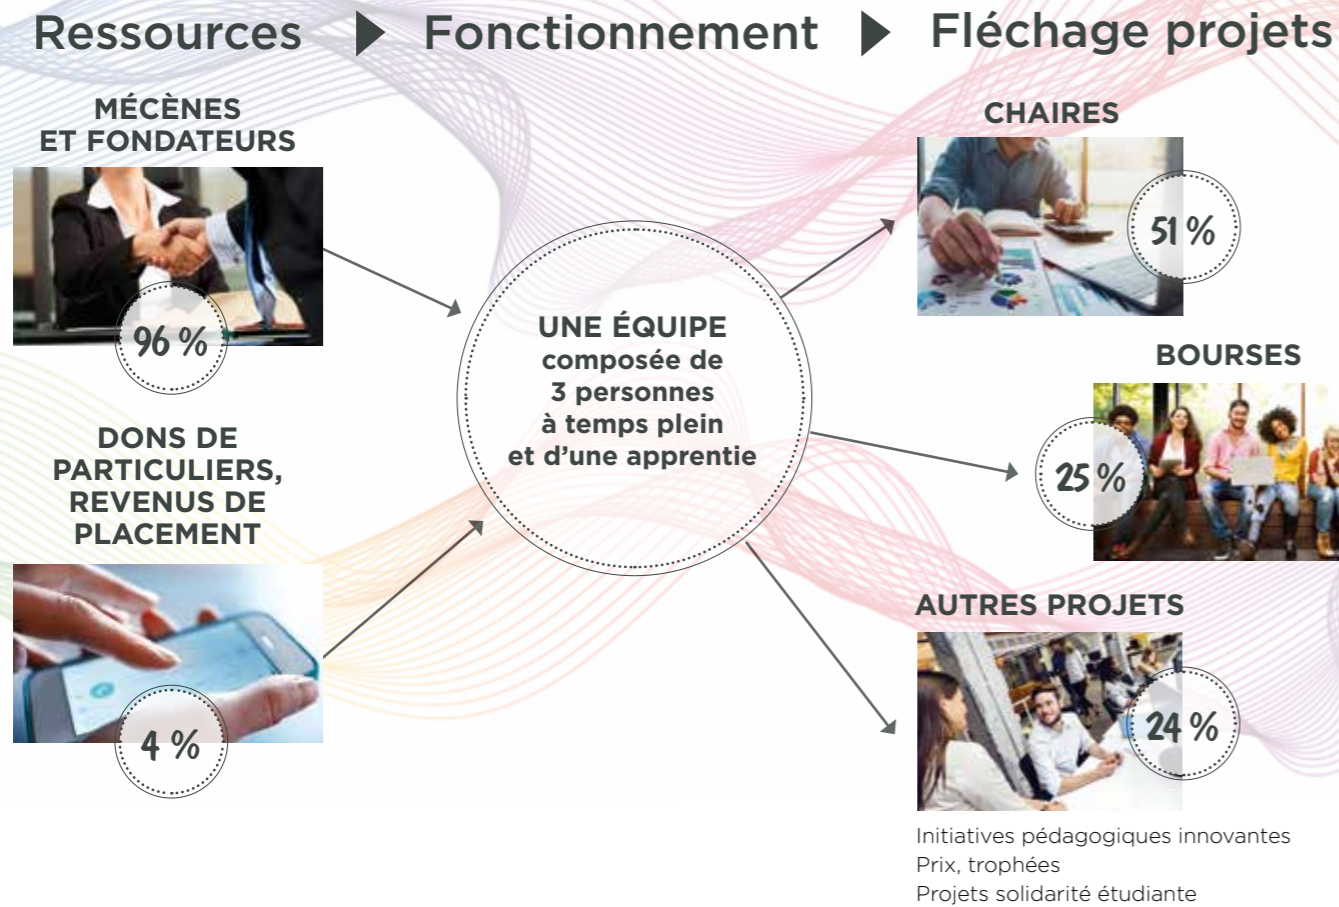 Ressources ▶ Fonctionnement ▶ Fléchage projets
MÉCÈNES
ET FONDATEURS
96 %
DONS DE
PARTICULIERS,
REVENUS DE
PLACEMENT
4 %
UNE ÉQUIPE
composée de
3 personnes
à temps plein
et d’une apprentie
CHAIRES
51 %
BOURSES
25 %
AUTRES PROJETS
24 %
Initiatives pédagogiques innovantes
Prix, trophées
Projets solidarité étudiante